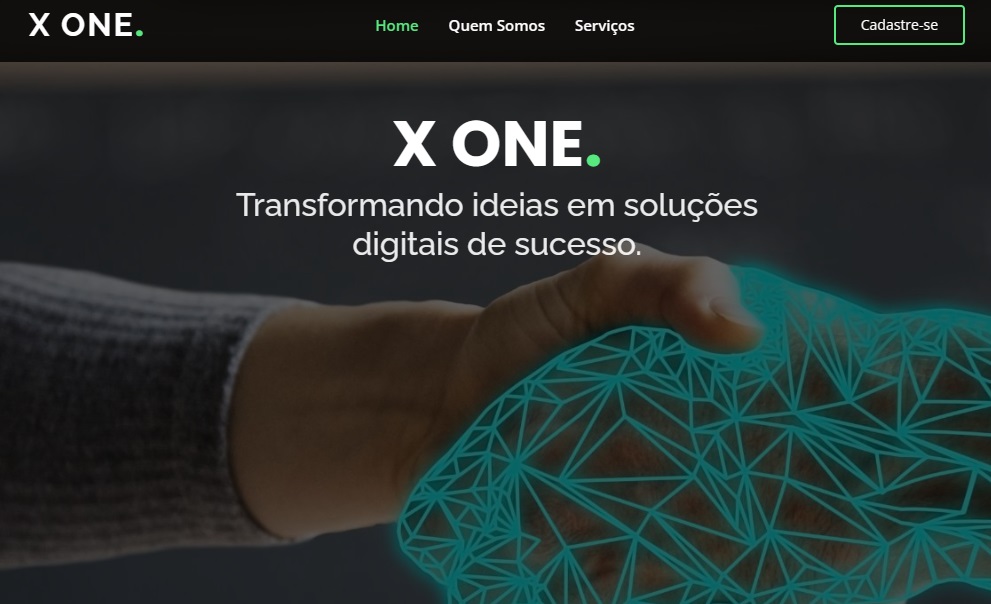 X ONE.
Home
Quem Somos
Serviços
Cadastre-se
X ONE.
Transformando ideias em soluções
digitais de sucesso.